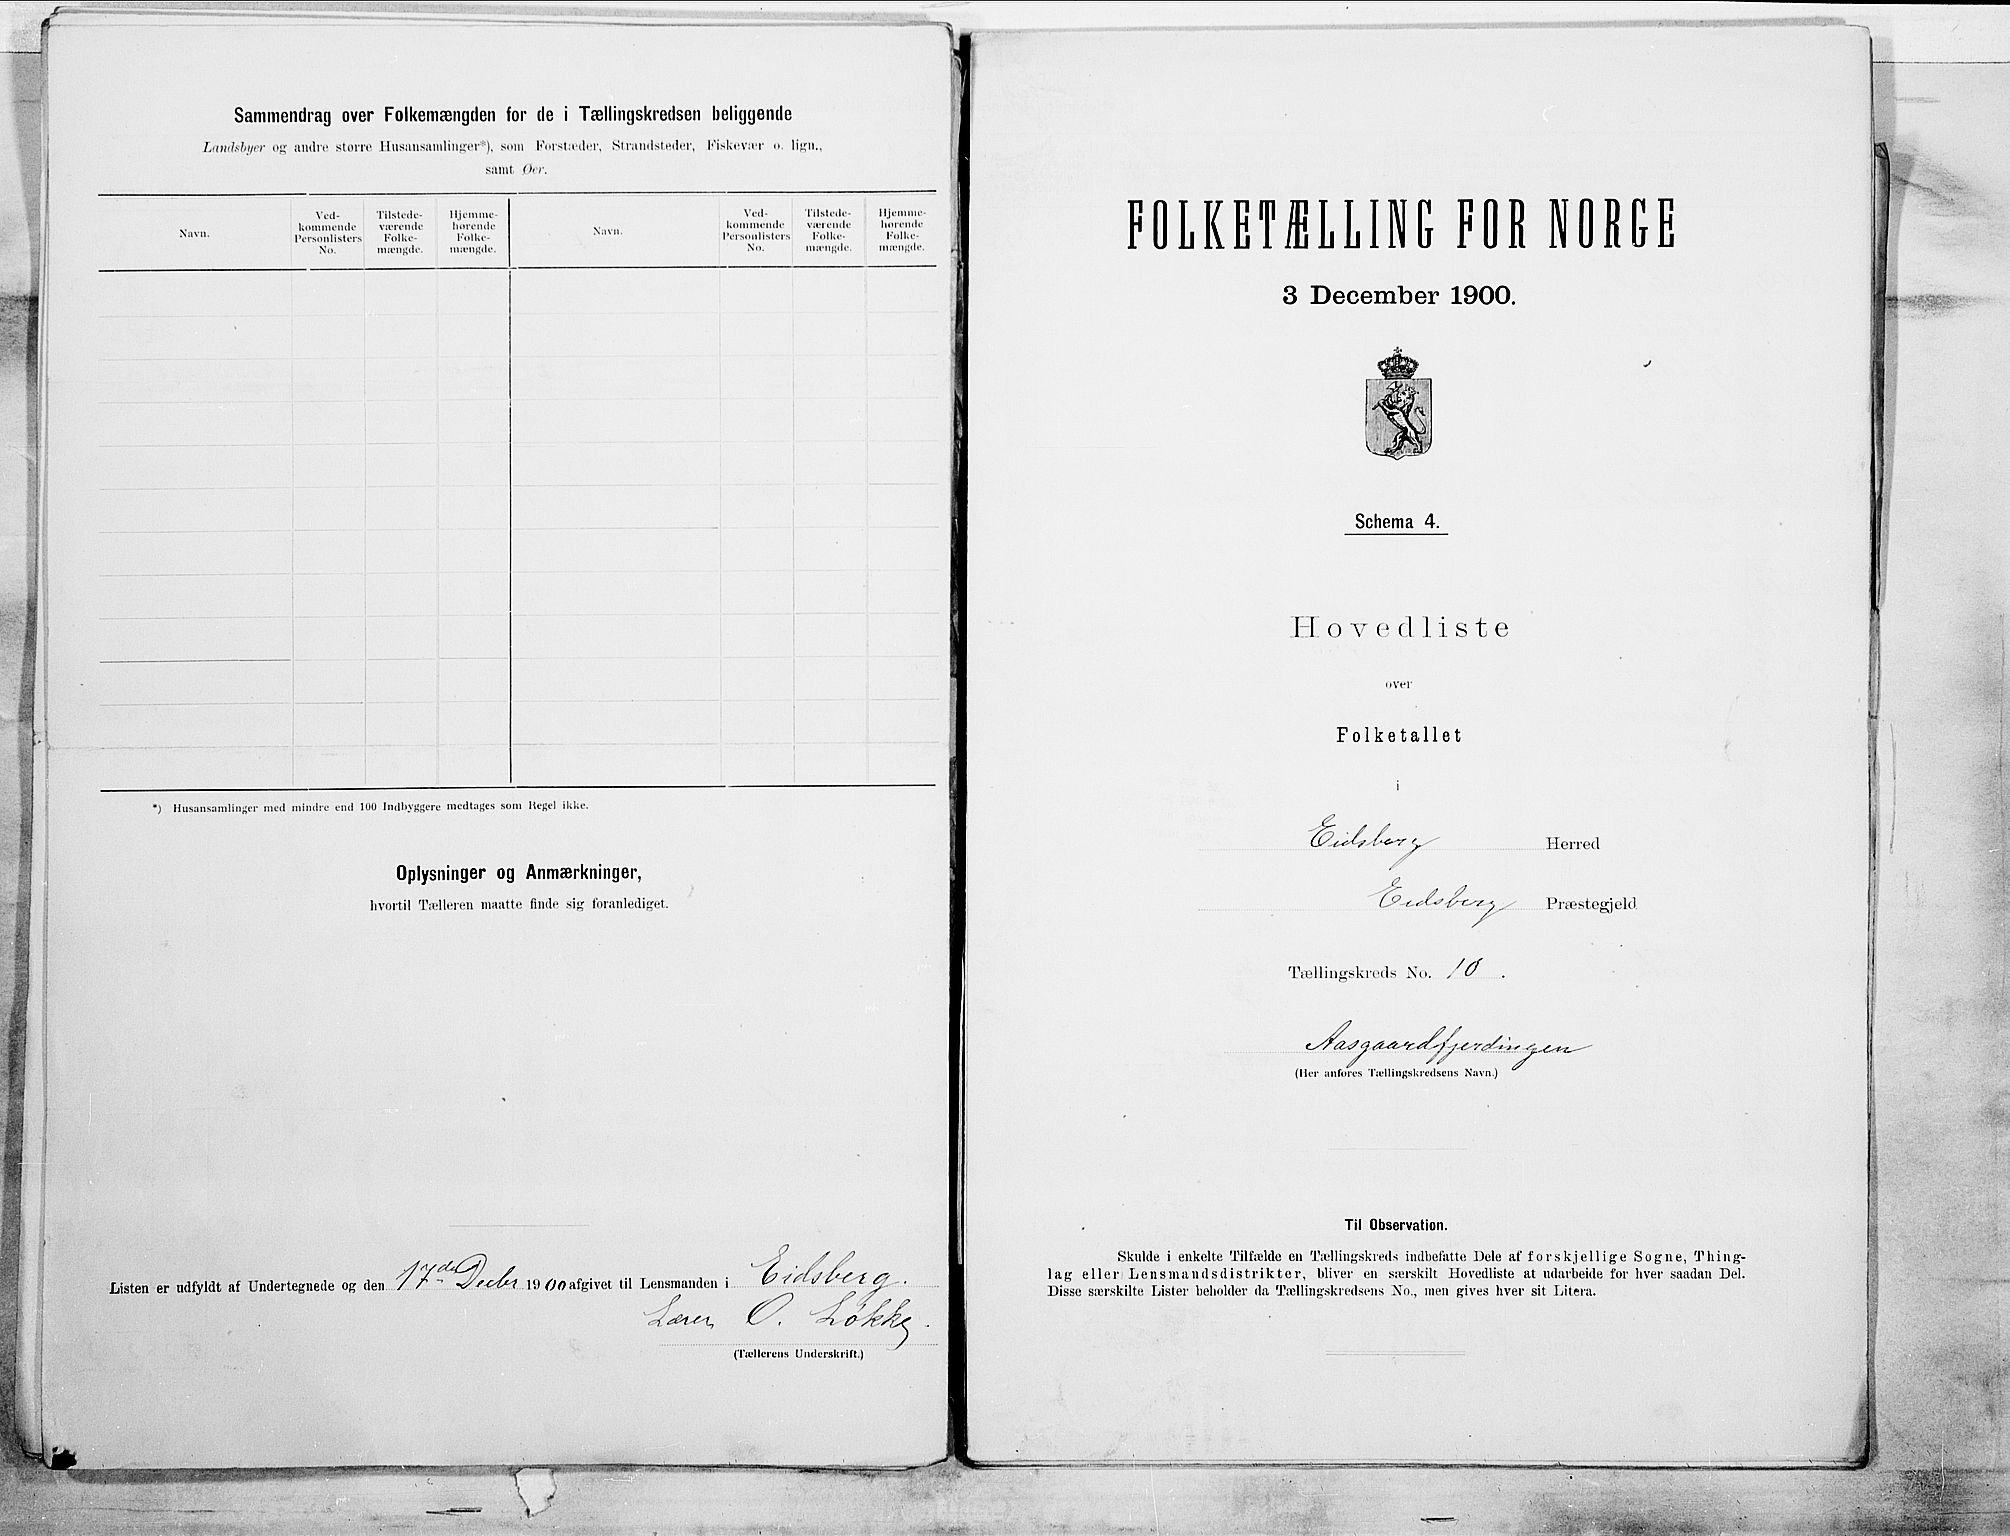 Sammendrag over Folkemængden for de i Tællingskredsen beliggende
Landsbyer og andre større Husansamlinger*), som Forstæder, Strandsteder, Fiskevær o. lign.,
samt Øer.
Navn.
Ved-
kommende
Personlisters
No.
Tilstede-
værende
Folke-
mængde.
Hjemme-
hørende
Folke-
mængde.
Navn.
Ved-
kommende
Personlisters
No.
Tilstede-
værende
Folke-
mængde.
Hjemme-
hørende
Folke-
mængde.
*) Husansamlinger med mindre end 100 Indbyggere medtages som Regel ikke.
Oplysninger og Anmærkninger,
hvortil Tælleren maatte finde sig foranlediget.
Listen er udfyldt af Undertegnede og den 17de Decbr 1900 afgivet til Lensmanden i Eidsberg.
Lærer O. Løkke.
(Tællerens Underskrift.)
FOLKETÆLLING FOR NORGE
3 December 1900.
Schema 4.
Hovedliste
over
Folketallet
i
Eidsberg Herred
Eidsberg Præstegjeld
Tællingskreds No. 10.
Aasgaardfjerdingen
(Her anføres Tællingskredsens Navn.)
Til Observation.
Skulde i enkelte Tilfælde en Tællingskreds indbefatte Dele af forskjellige Sogne, Thing-
lag eller Lensmandsdistrikter, bliver en særskilt Hovedliste at udarbeide for hver saadan Del.
Disse særskilte Lister beholder da Tællingskredsens No., men gives hver sit Litera.